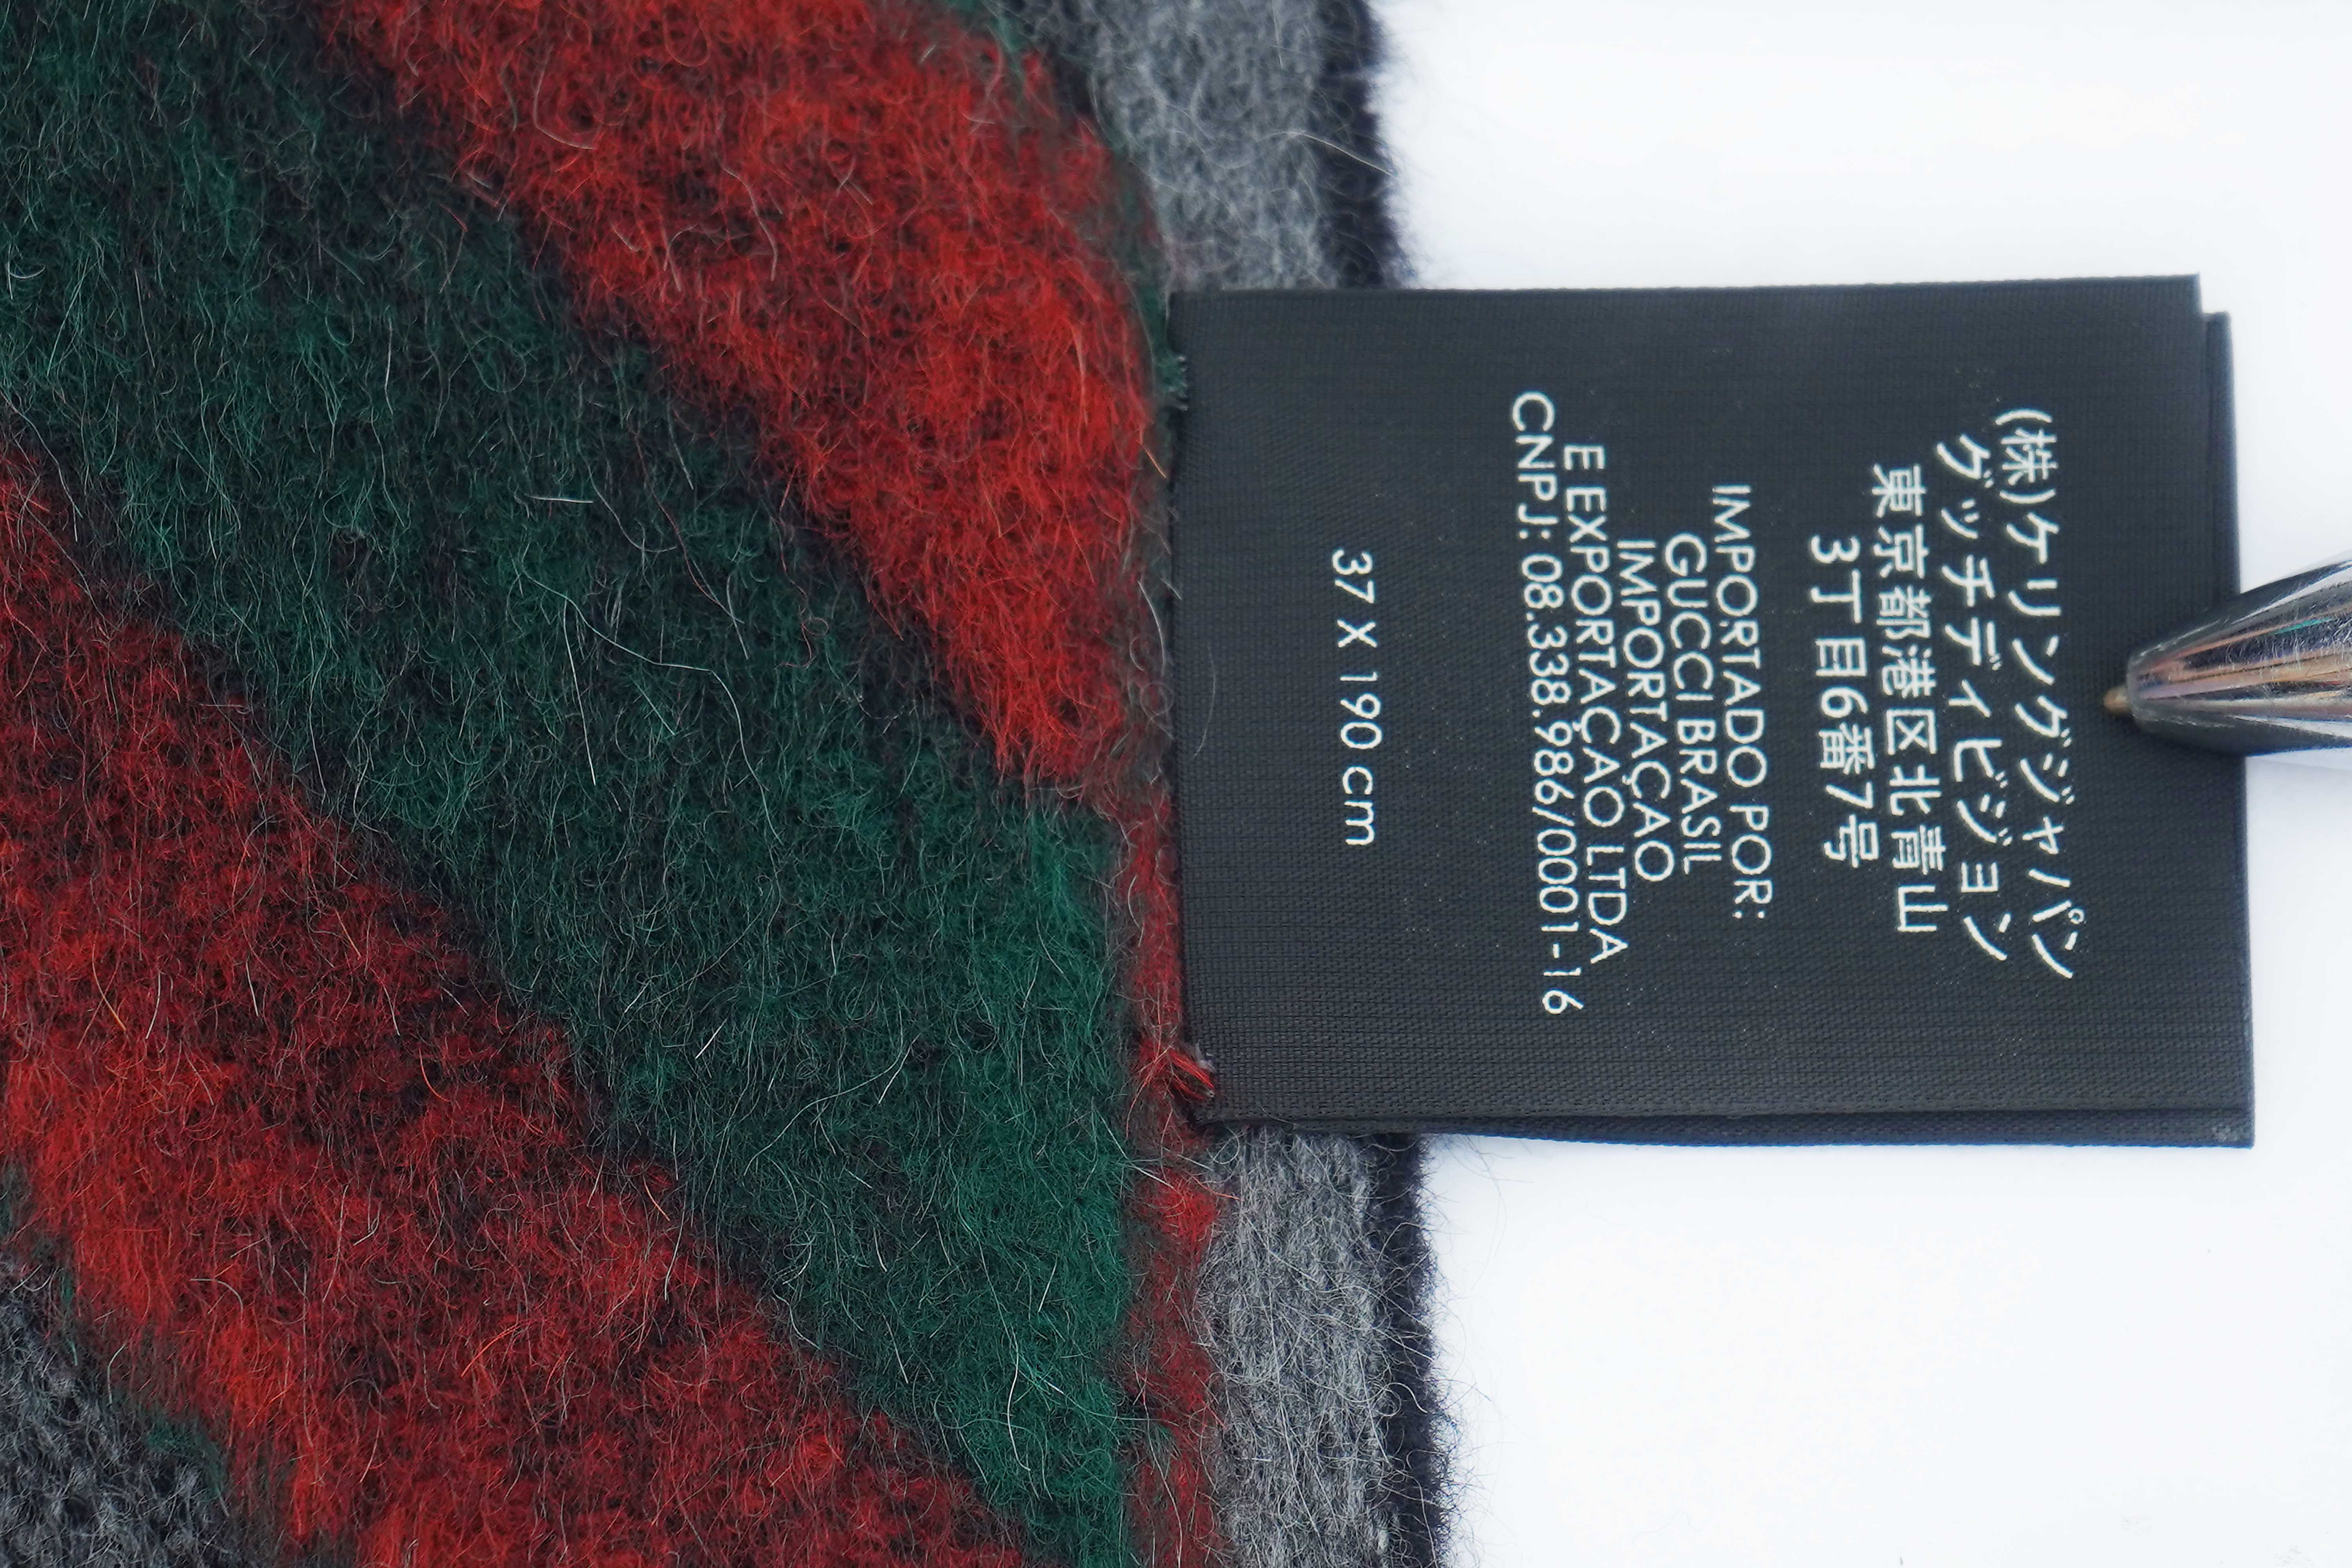 (株)ケリングジャパン
グッチディビジョン
東京都港区北青山
3丁目6番7号
IMPORTADO POR:
GUCCI BRASIL
IMPORTAÇAO
E EXPORTAÇAO LTDA
CNPJ: 08.338.986/0001-16
37 X 190 cm